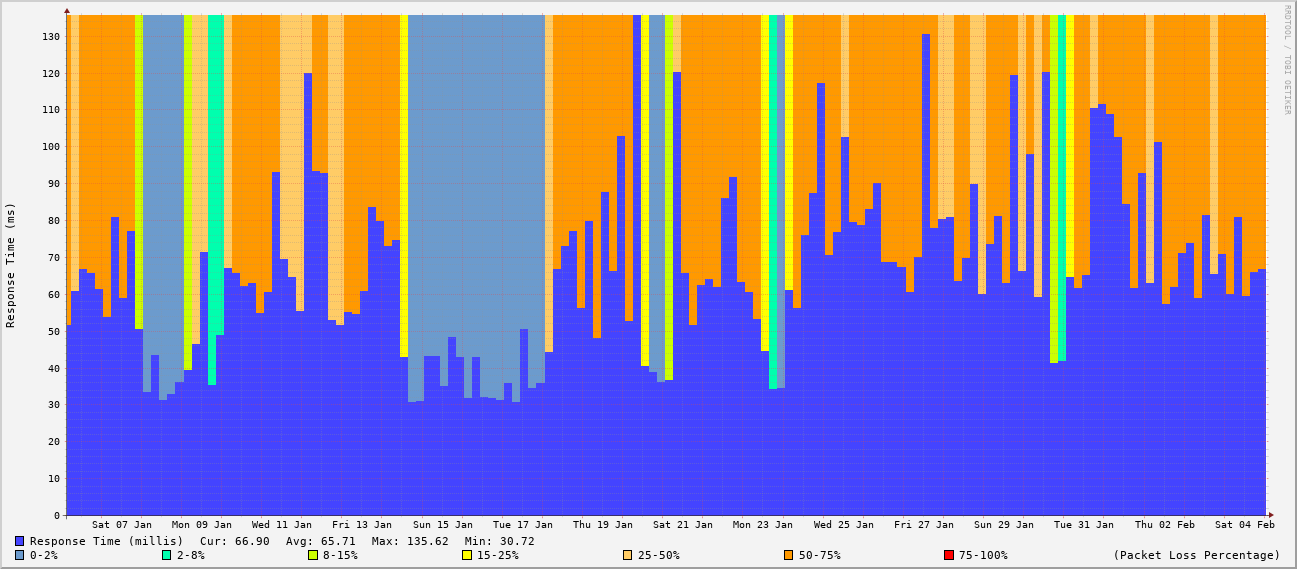 RRDTOOL / TOBI OETIKER
Response Time (ms)
130
120
110
100
90
80
70
60
50
40
30
20
10
0
Sat 07 Jan Mon 09 Jan Wed 11 Jan Fri 13 Jan Sun 15 Jan Tue 17 Jan Thu 19 Jan Sat 21 Jan Mon 23 Jan Wed 25 Jan Fri 27 Jan Sun 29 Jan Tue 31 Jan Thu 02 Feb Sat 04 Feb
Response Time (millis) Cur: 66.90 Avg: 65.71 Max: 135.62 Min: 30.72
0-2% 2-8% 8-15% 15-25% 25-50% 50-75% 75-100% (Packet Loss Percentage)